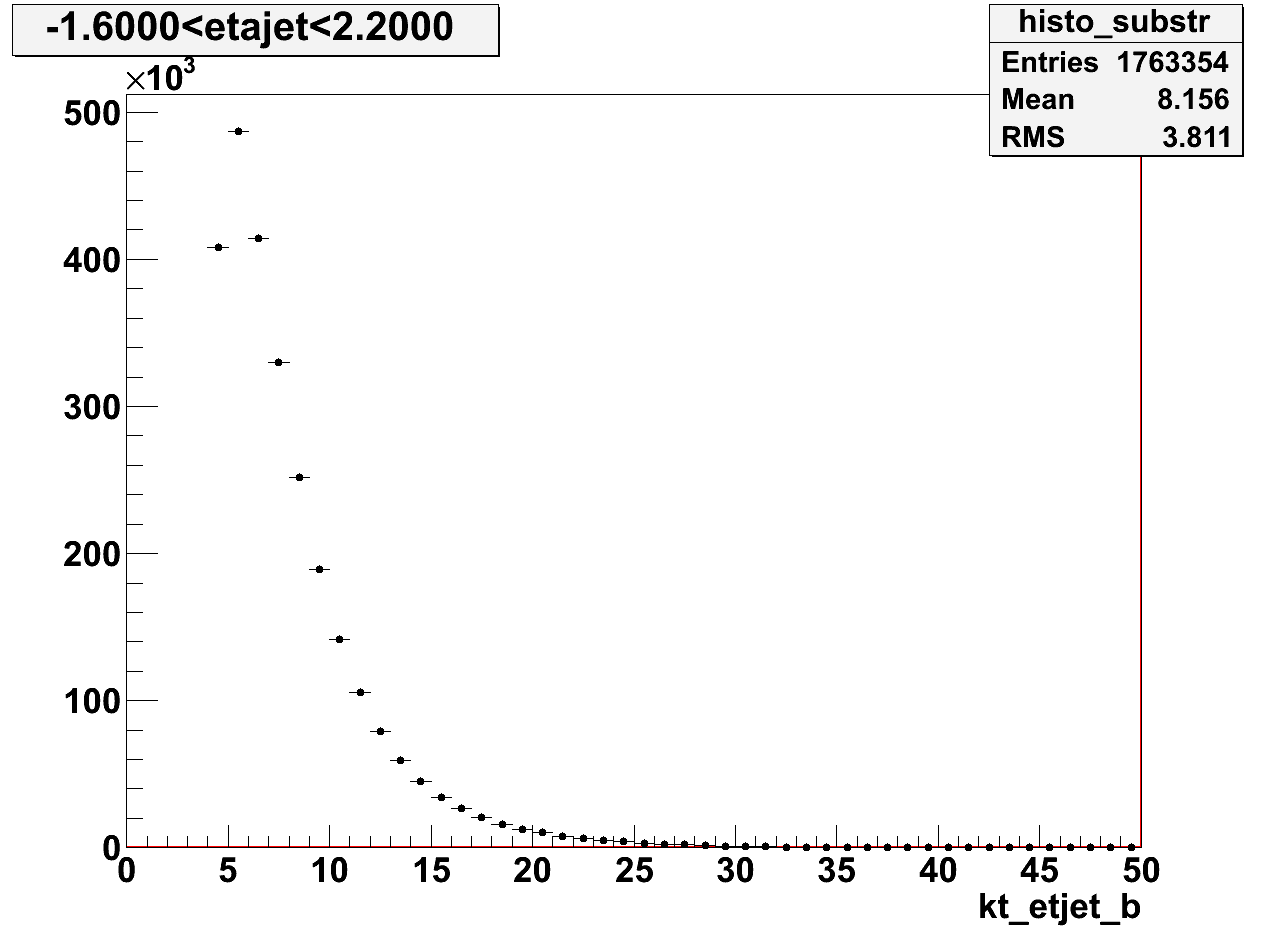 -1.6000<etajet<2.2000
histo_substr
Entries 1763354
Mean 8.156
RMS 3.811
×10³
500
400
300
200
100
0
0 5 10 15 20 25 30 35 40 45 50
kt_etjet_b